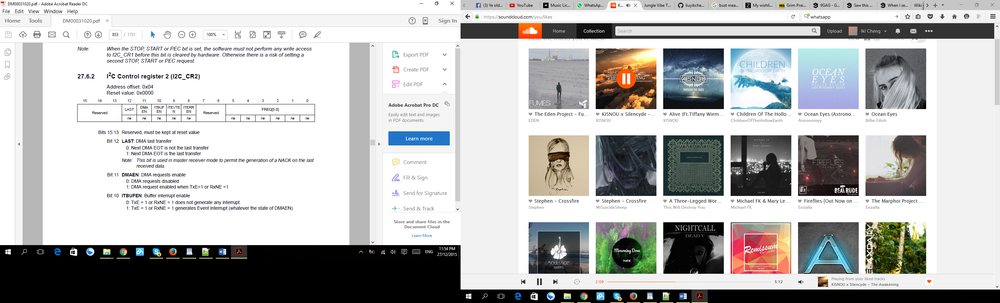 DM00031020.pdf - Adobe Acrobat Reader DC
File Edit View Window Help
Home Tools DM00031020.pdf × Sign In
853 / 1731 100%
Note: When the STOP, START or PEC bit is set, the software must not perform any write access
to I2C_CR1 before this bit is cleared by hardware. Otherwise there is a risk of setting a
second STOP, START or PEC request.
27.6.2 I2C Control register 2 (I2C_CR2)
Address offset: 0x04
Reset value: 0x0000
15 14 13 12 11 10 9 8 7 6 5 4 3 2 1 0
Reserved LAST DMA EN ITBUF EN ITEVTE N ITERR EN Reserved FREQ[5:0]
rw rw rw rw rw rw rw rw rw rw rw
Bits 15:13 Reserved, must be kept at reset value
Bit 12 LAST: DMA last transfer
0: Next DMA EOT is not the last transfer
1: Next DMA EOT is the last transfer
Note: This bit is used in master receiver mode to permit the generation of a NACK on the last
received data.
Bit 11 DMAEN: DMA requests enable
0: DMA requests disabled
1: DMA request enabled when TxE=1 or RxNE =1
Bit 10 ITBUFEN: Buffer interrupt enable
0: TxE = 1 or RxNE = 1 does not generate any interrupt.
1: TxE = 1 or RxNE = 1 generates Event Interrupt (whatever the state of DMAEN)
Export PDF
Create PDF
Edit PDF
Adobe Acrobat Pro DC
Easily edit text and images
in PDF documents
Learn more
Comment
Fill & Sign
Send for Signature
Send & Track
Store and share files in the
Document Cloud
Learn More
ENG 11:54 PM
27/12/2015
(3) Ye old... YouTube Music Lic... WhatsAp... K... Jungle Vibe T... liuyikche... bust mea... My wishli... Grim Prai... 9GAG - G... Saw this ... When I se... Wiki
https://soundcloud.com/you/likes whatsapp
Home Collection Search Upload Iki Cheng
Hear the tracks you've liked View
FUMES
KISNOU
THROUGH THE SKIES
EP
CHILDREN
OF THE HOLLOW EARTH
OCEAN
EYES
BILLIE EILISH
(ASTRONOMYY EDIT)
The Eden Project - Fu... KISNOU x Silencyde -... Alive (Ft.Tiffany Wiem... Children Of The Hollo... Ocean Eyes (Astrono... Ocean Eyes
EDEN KISNOU KISNOU ChildrenOfTheHollowEarth Astronomyy Billie Eilish
Stephen
THIS WILL DESTROY YOU
MICHAEL FK
&
MARY LESHNO
SHINE
FIREFLIES
ENZALLA
BEATRUDE
Stephen - Crossfire Stephen - Crossfire A Three-Legged Wor... Michael FK & Mary Le... Fireflies [Out Now on ... The Marphoi Project ...
Stephen MrSuicideSheep This Will Destroy You Michael FK Enzalla Enzalla
"SOULSTICE"
MAPPS
Mourning Dove
Yal!X
NIGHTCALL
DEAD V
Remissum
Records
Michael St Laurent
Reverie
A
ELAXDAILY
2:09 5:12 Playing from your liked tracks
KISNOU x Silencyde - The Awakening